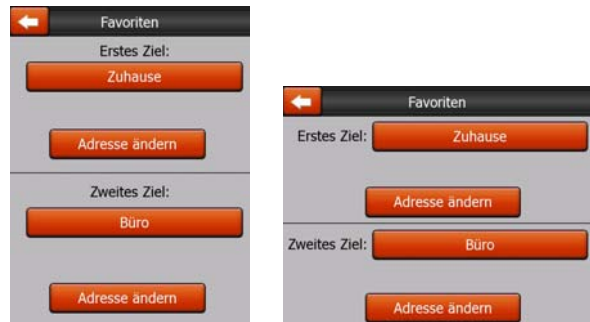 Favoriten
Erstes Ziel:
Zuhause
Adresse ändern
Zweites Ziel:
Büro
Adresse ändern
Favoriten
Erstes Ziel: Zuhause
Adresse ändern
Zweites Ziel: Büro
Adresse ändern